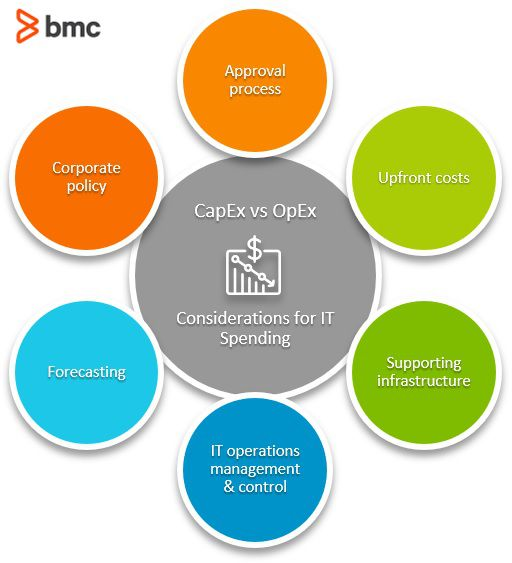 bmc
Approval
process
Corporate
policy
Upfront costs
CapEx vs OpEx
$
Considerations for IT
Spending
Forecasting
Supporting
infrastructure
IT operations
management
& control